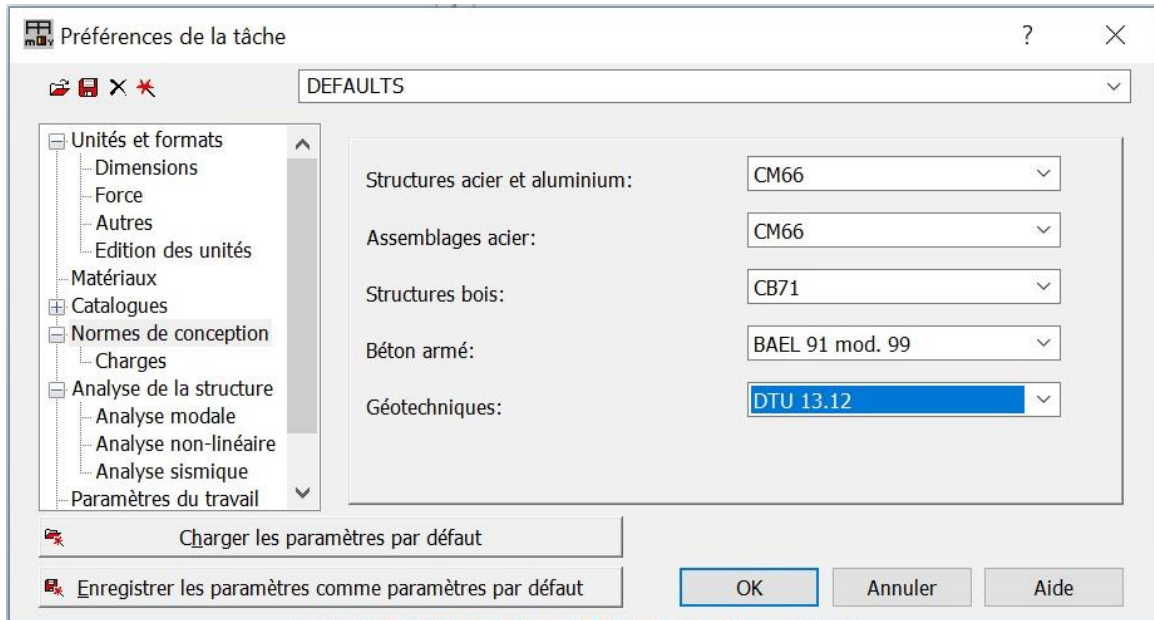 Préférences de la tâche
DEFAULTS
Unités et formats
Dimensions
Force
Autres
Edition des unités
Matériaux
Catalogues
Normes de conception
Charges
Analyse de la structure
Analyse modale
Analyse non-linéaire
Analyse sismique
Paramètres du travail
Structures acier et aluminium: CM66
Assemblages acier: CM66
Structures bois: CB71
Béton armé: BAEL 91 mod. 99
Géotechniques: DTU 13.12
Charger les paramètres par défaut
Enregistrer les paramètres comme paramètres par défaut
OK Annuler Aide